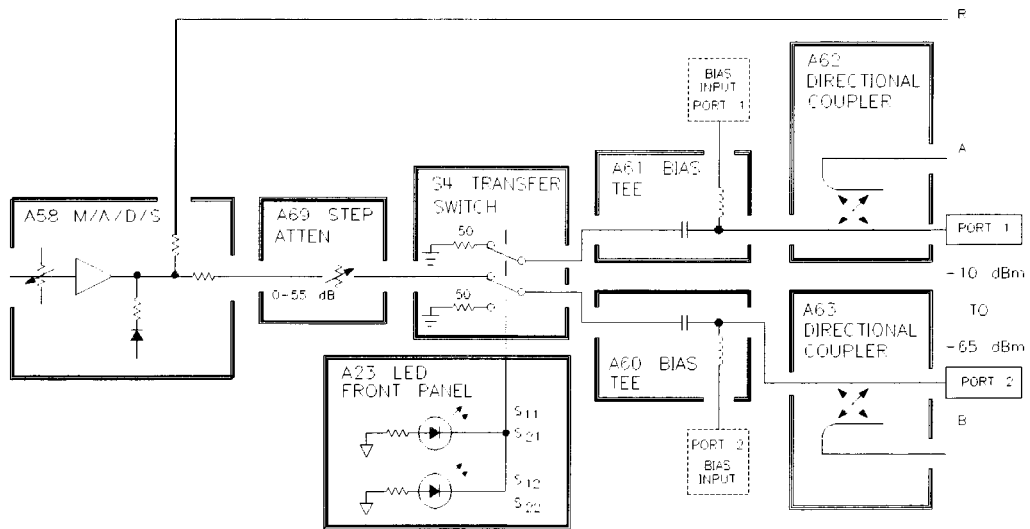 R
A62
DIRECTIONAL
COUPLER
BIAS
INPUT
PORT 1
A
A61 BIAS
TEE
S4 TRANSFER
SWITCH
A58 M/A/D/S
A69 STEP
ATTEN
50
PORT 1
0-55 dB
-10 dBm
50
A63
DIRECTIONAL
COUPLER
TO
-65 dBm
A60 BIAS
TEE
A23 LED
FRONT PANEL
PORT 2
S11
S21
B
PORT 2
BIAS
INPUT
S12
S22